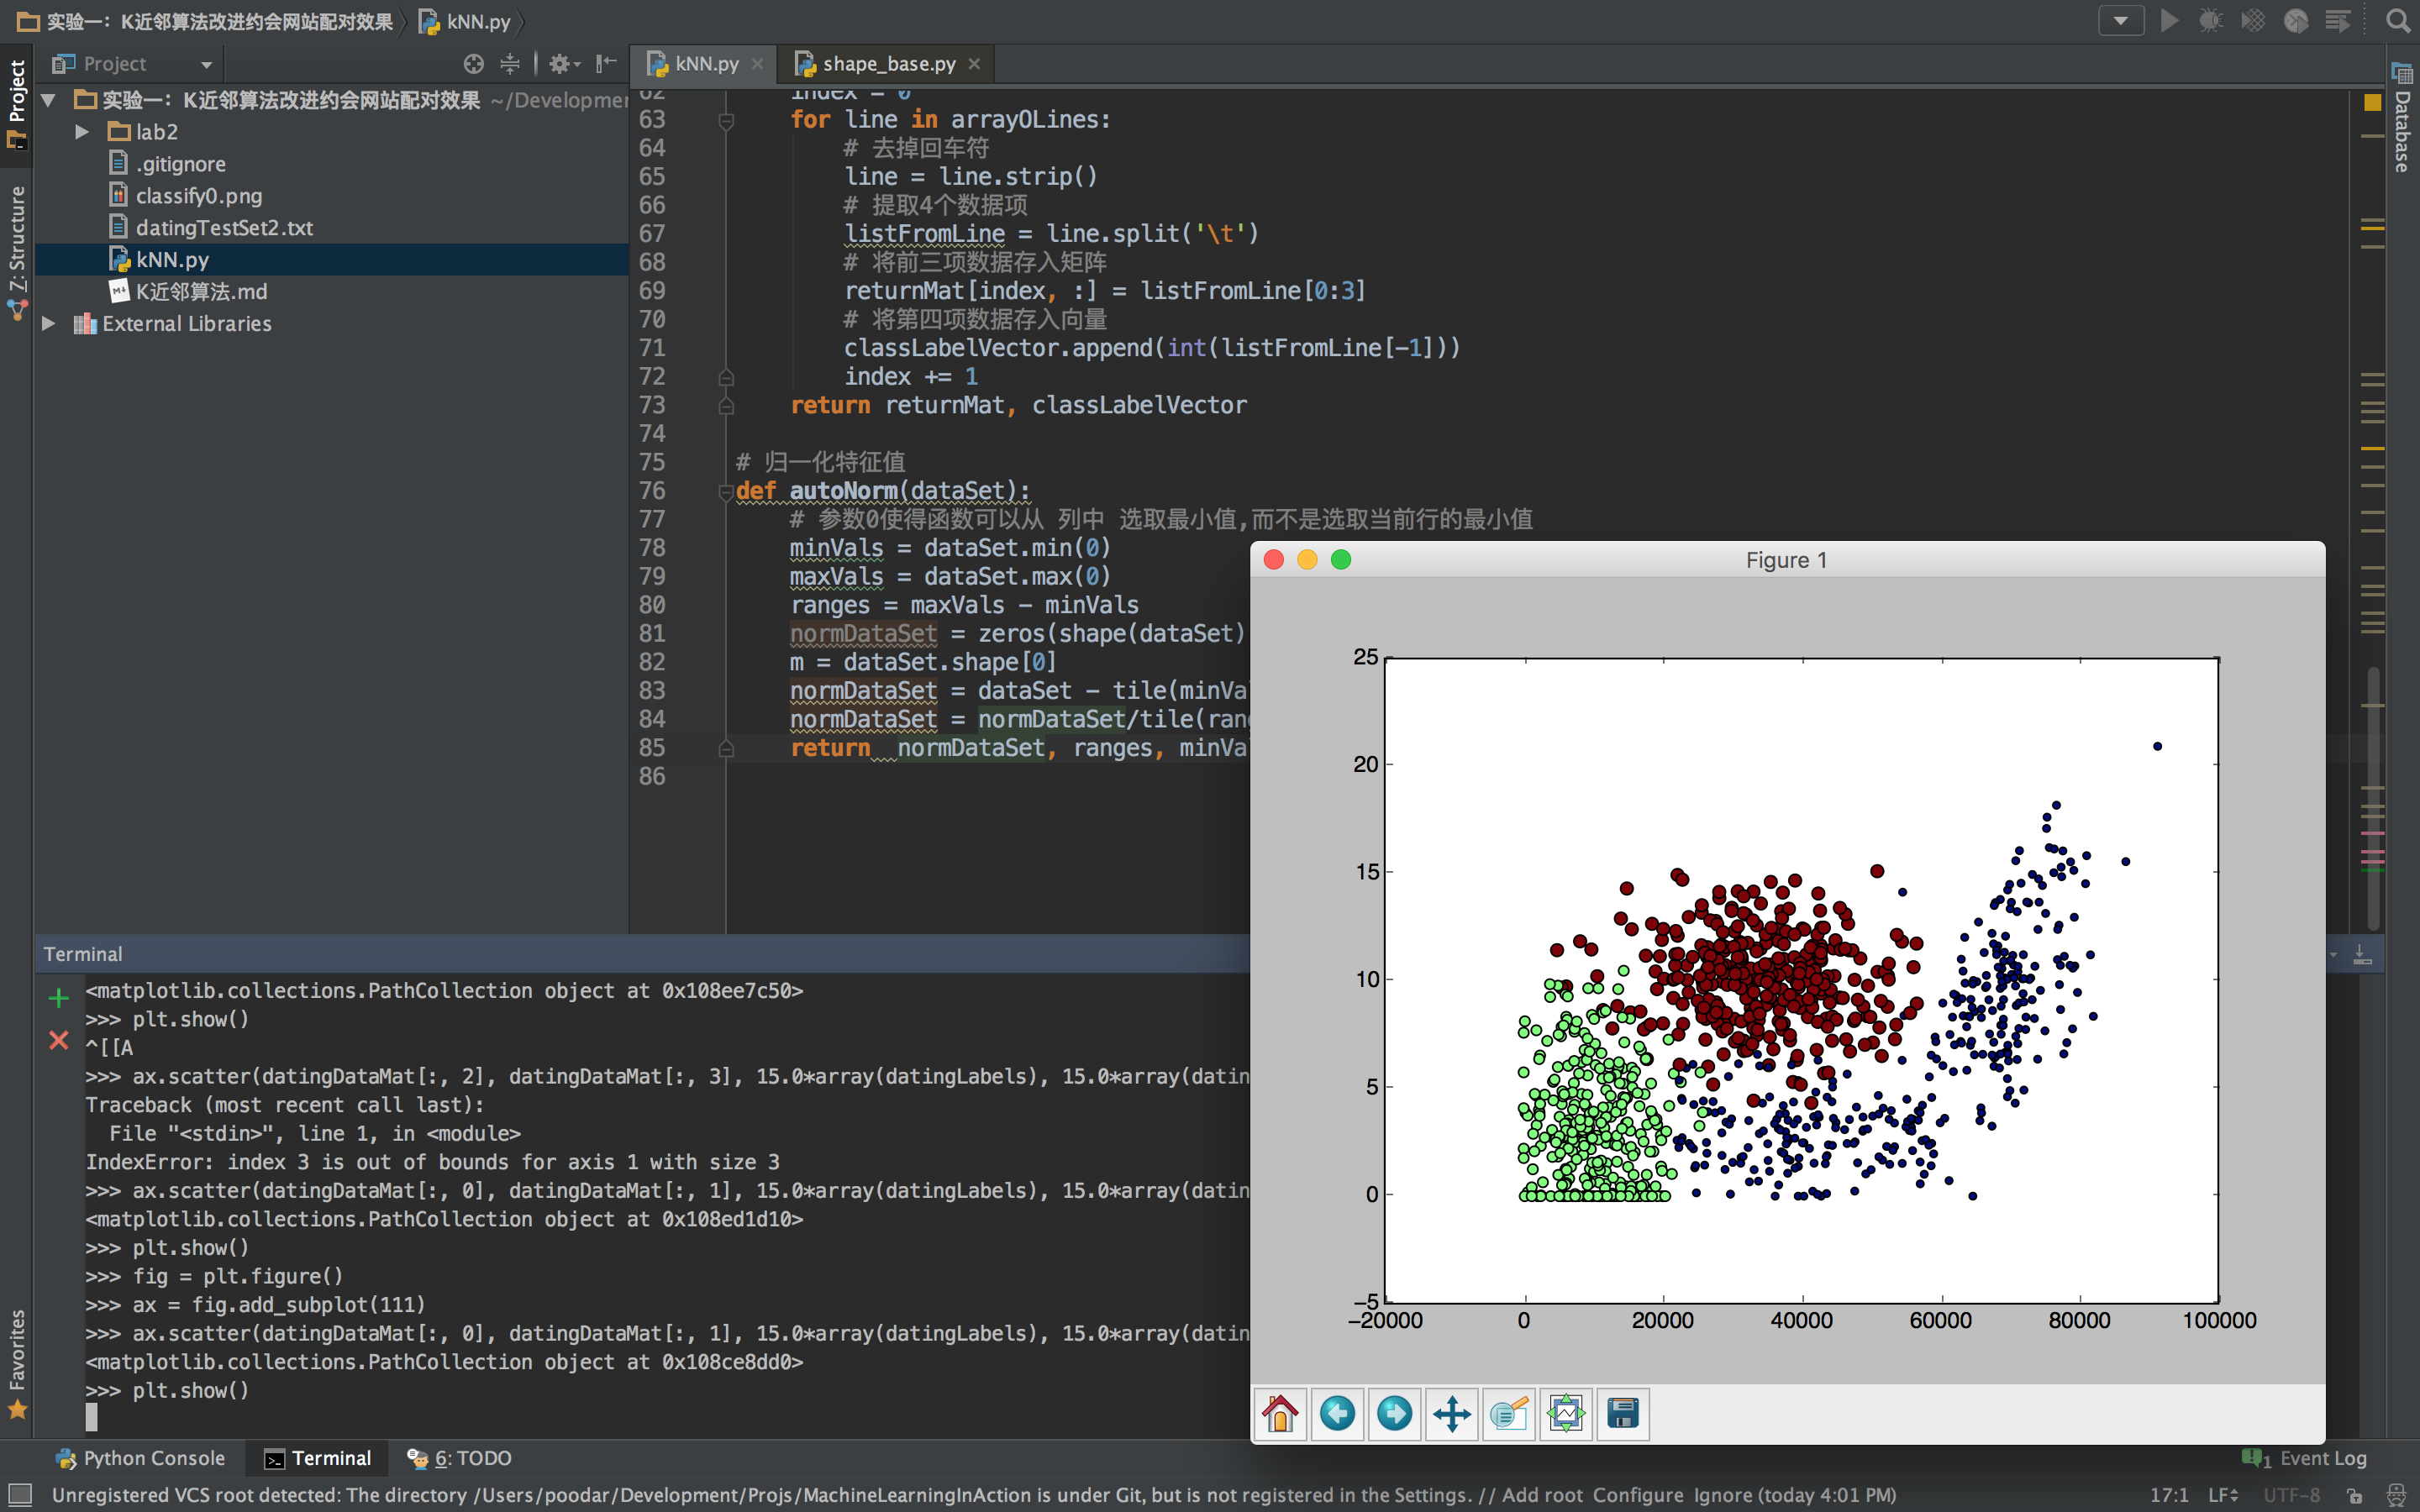 实验一：K近邻算法改进约会网站配对效果
kNN.py
Project
kNN.py
shape_base.py
Project
Z: Structure
Favorites
Database
实验一：K近邻算法改进约会网站配对效果 ~/Developmen
lab2
.gitignore
classify0.png
datingTestSet2.txt
kNN.py
K近邻算法.md
External Libraries
62 index = 0
63 for line in arrayOLines:
64 # 去掉回车符
65 line = line.strip()
66 # 提取4个数据项
67 listFromLine = line.split('\t')
68 # 将前三项数据存入矩阵
69 returnMat[index, :] = listFromLine[0:3]
70 # 将第四项数据存入向量
71 classLabelVector.append(int(listFromLine[-1]))
72 index += 1
73 return returnMat, classLabelVector
74
75 # 归一化特征值
76 def autoNorm(dataSet):
77 # 参数0使得函数可以从 列中 选取最小值,而不是选取当前行的最小值
78 minVals = dataSet.min(0)
79 maxVals = dataSet.max(0)
80 ranges = maxVals - minVals
81 normDataSet = zeros(shape(dataSet)
82 m = dataSet.shape[0]
83 normDataSet = dataSet - tile(minVa
84 normDataSet = normDataSet/tile(rang
85 return  normDataSet, ranges, minVa
86
Figure 1
25
20
15
10
5
0
−5
−20000 0 20000 40000 60000 80000 100000
Terminal
<matplotlib.collections.PathCollection object at 0x108ee7c50>
>>> plt.show()
^[[A
>>> ax.scatter(datingDataMat[:, 2], datingDataMat[:, 3], 15.0*array(datingLabels), 15.0*array(datin
Traceback (most recent call last):
  File "<stdin>", line 1, in <module>
IndexError: index 3 is out of bounds for axis 1 with size 3
>>> ax.scatter(datingDataMat[:, 0], datingDataMat[:, 1], 15.0*array(datingLabels), 15.0*array(datin
<matplotlib.collections.PathCollection object at 0x108ed1d10>
>>> plt.show()
>>> fig = plt.figure()
>>> ax = fig.add_subplot(111)
>>> ax.scatter(datingDataMat[:, 0], datingDataMat[:, 1], 15.0*array(datingLabels), 15.0*array(datin
<matplotlib.collections.PathCollection object at 0x108ce8dd0>
>>> plt.show()
Python Console
Terminal
6: TODO
1 Event Log
Unregistered VCS root detected: The directory /Users/poodar/Development/Projs/MachineLearningInAction is under Git, but is not registered in the Settings. // Add root  Configure  Ignore (today 4:01 PM)
17:1 LF UTF-8